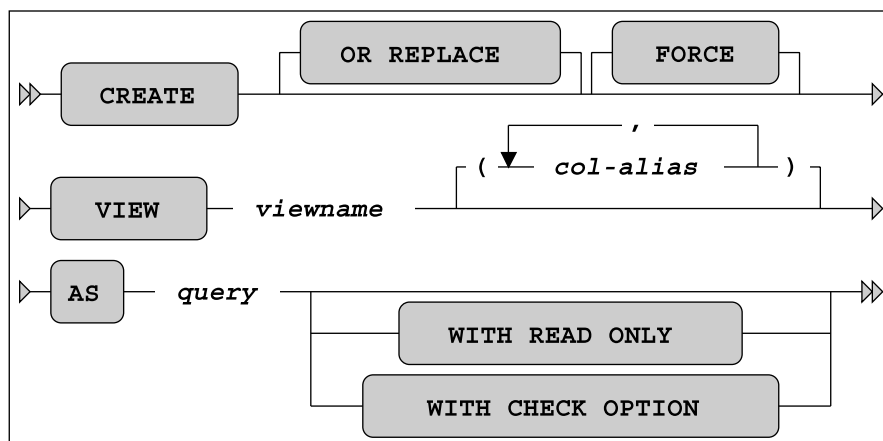 OR REPLACE FORCE
CREATE
,
( col-alias )
VIEW viewname
AS query
WITH READ ONLY
WITH CHECK OPTION